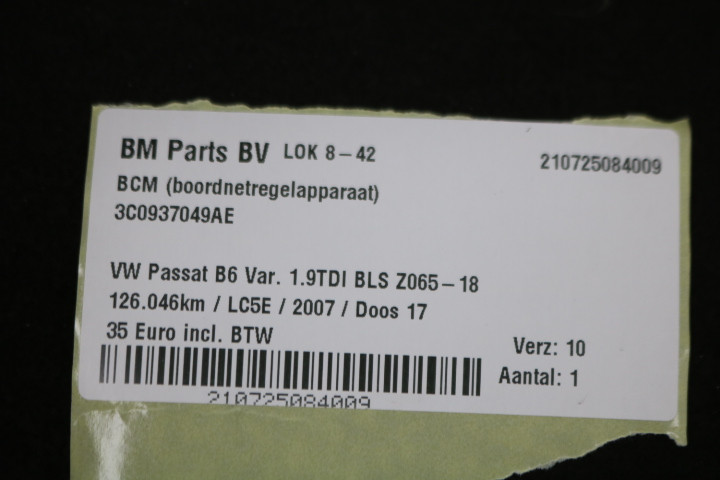 BM Parts BV LOK 8-42 210725084009
BCM (boordnetregelapparaat)
3C0937049AE
VW Passat B6 Var. 1.9TDI BLS Z065-18
126.046km / LC5E / 2007 / Doos 17
35 Euro incl. BTW
Verz: 10
Aantal: 1
210725084009